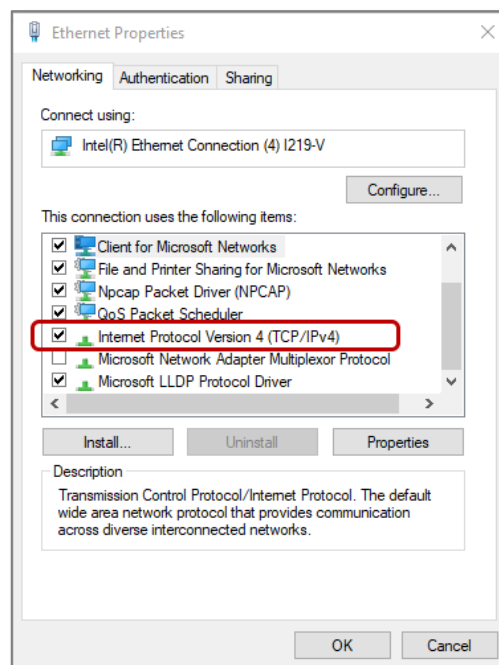 Ethernet Properties
Networking Authentication Sharing
Connect using:
Intel(R) Ethernet Connection (4) I219-V
Configure...
This connection uses the following items:
Client for Microsoft Networks
File and Printer Sharing for Microsoft Networks
Npcap Packet Driver (NPCAP)
QoS Packet Scheduler
Internet Protocol Version 4 (TCP/IPv4)
Microsoft Network Adapter Multiplexor Protocol
Microsoft LLDP Protocol Driver
Install... Uninstall Properties
Description
Transmission Control Protocol/Internet Protocol. The default
wide area network protocol that provides communication
across diverse interconnected networks.
OK Cancel